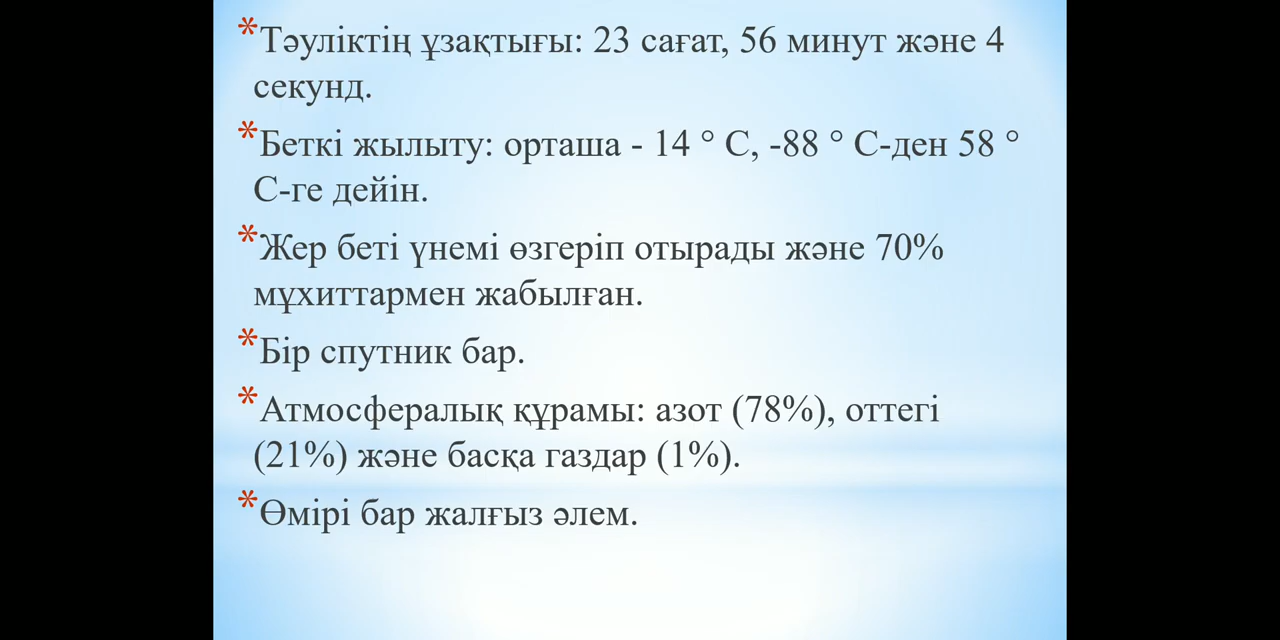 *Тәуліктің ұзақтығы: 23 сағат, 56 минут және 4
секунд.
*Беткі жылыту: орташа - 14 ° С, -88 ° С-ден 58 °
С-ге дейін.
*Жер беті үнемі өзгеріп отырады және 70%
мұхиттармен жабылған.
*Бір спутник бар.
*Атмосфералық құрамы: азот (78%), оттегі
(21%) және басқа газдар (1%).
*Өмірі бар жалғыз әлем.